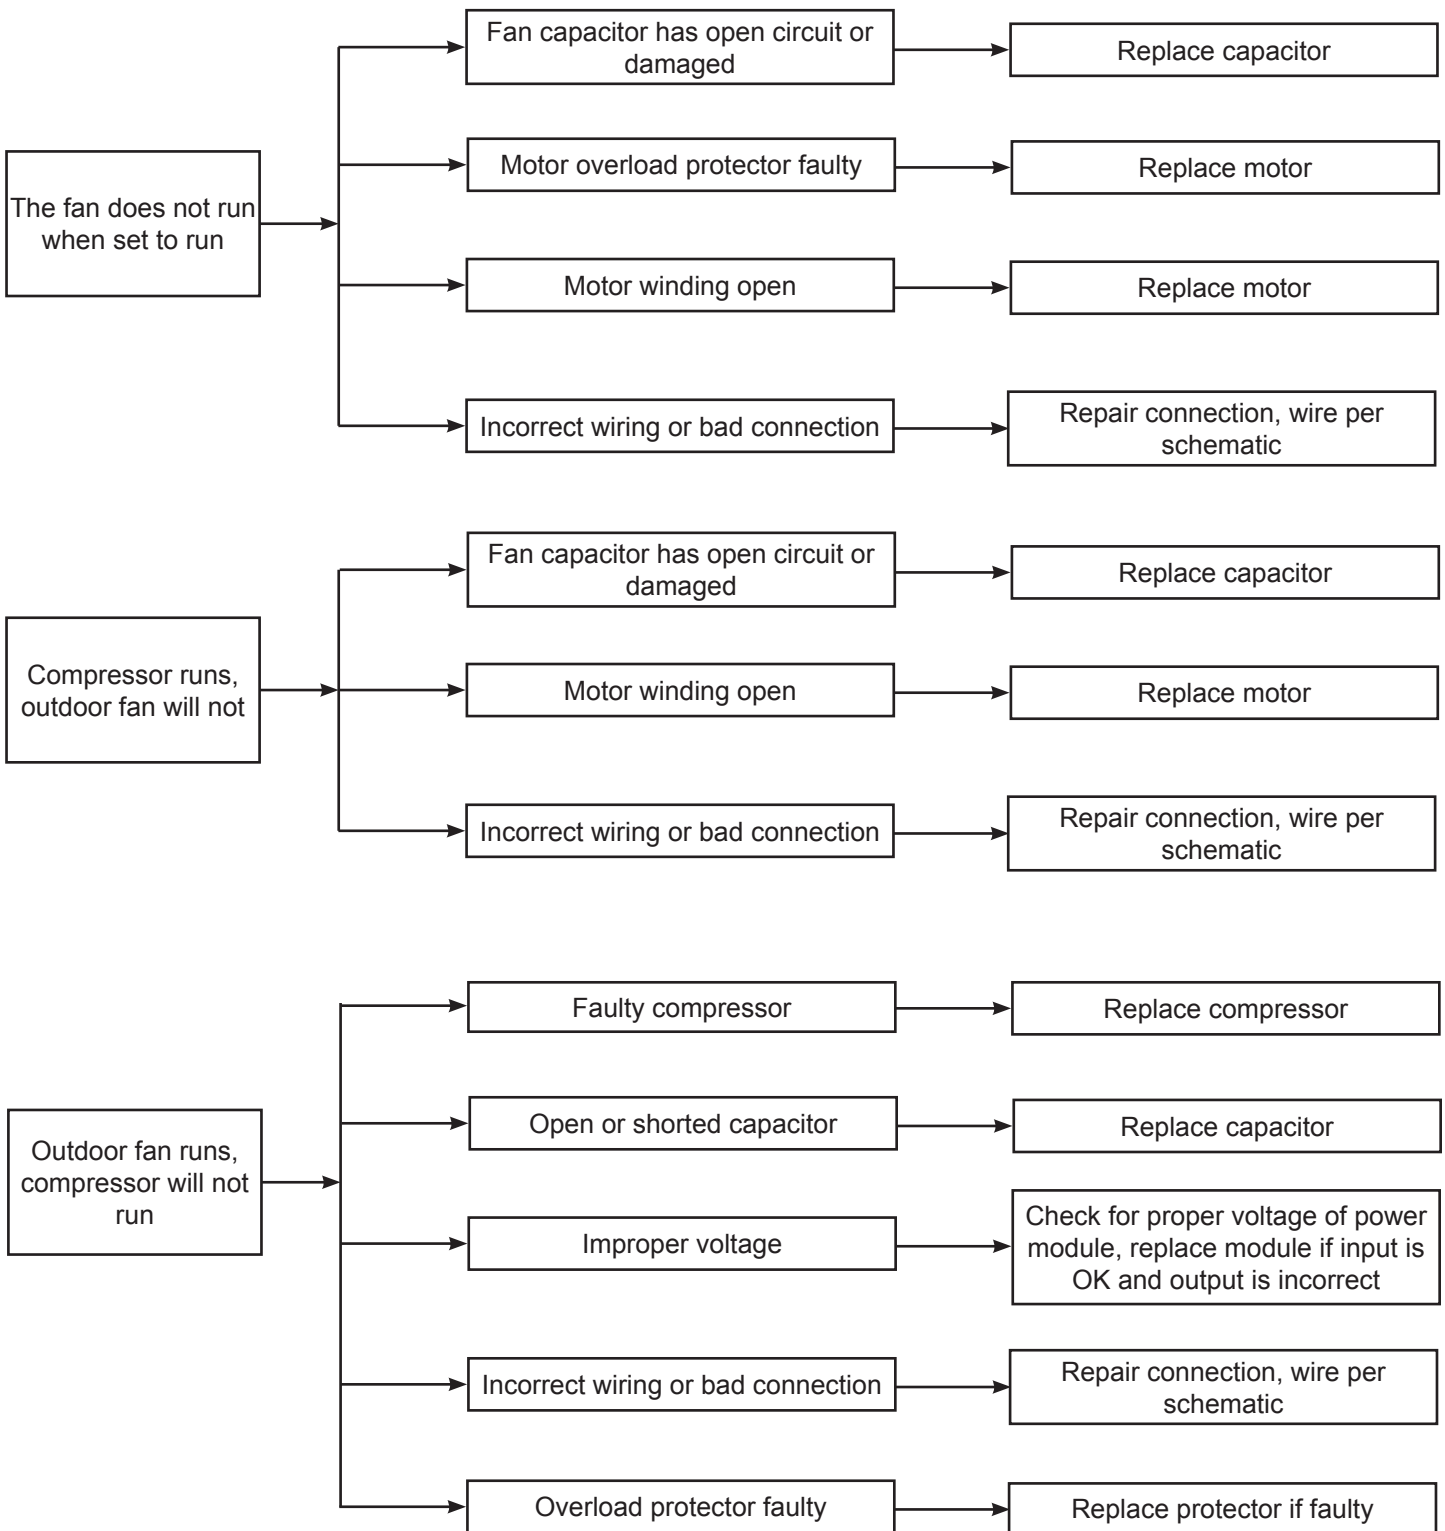 The fan does not run
when set to run
Fan capacitor has open circuit or
damaged
Replace capacitor
Motor overload protector faulty
Replace motor
Motor winding open
Replace motor
Incorrect wiring or bad connection
Repair connection, wire per
schematic
Compressor runs,
outdoor fan will not
Fan capacitor has open circuit or
damaged
Replace capacitor
Motor winding open
Replace motor
Incorrect wiring or bad connection
Repair connection, wire per
schematic
Outdoor fan runs,
compressor will not
run
Faulty compressor
Replace compressor
Open or shorted capacitor
Replace capacitor
Improper voltage
Check for proper voltage of power
module, replace module if input is
OK and output is incorrect
Incorrect wiring or bad connection
Repair connection, wire per
schematic
Overload protector faulty
Replace protector if faulty